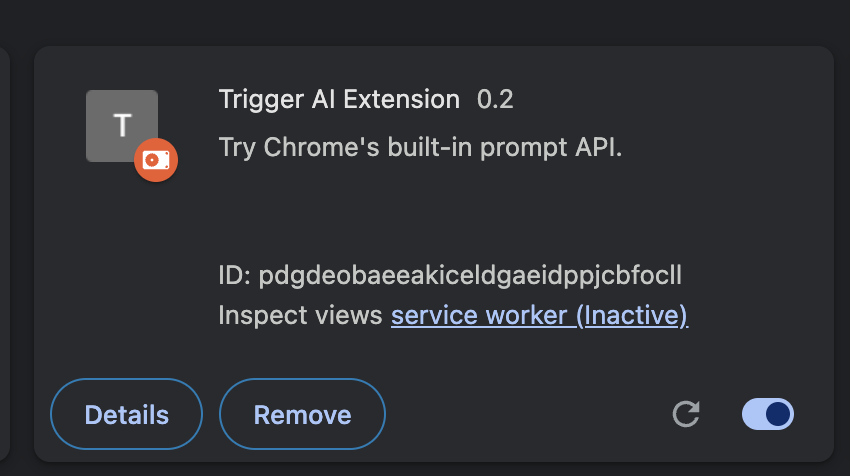 T
Trigger AI Extension 0.2
Try Chrome's built-in prompt API.
ID: pdgdeobaeeakiceldgaeidppjcbfocll
Inspect views service worker (Inactive)
Details
Remove